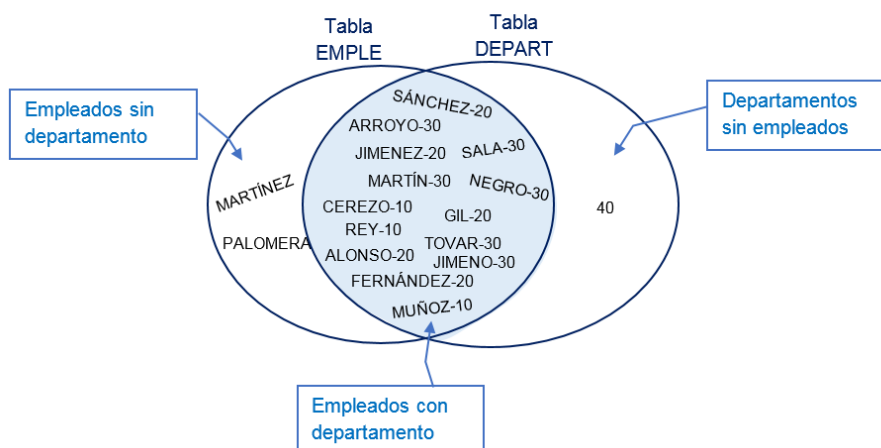 Tabla
EMPLE
Tabla
DEPART
Empleados sin
departamento
Departamentos
sin empleados
SÁNCHEZ-20
ARROYO-30
JIMENEZ-20
SALA-30
MARTÍN-30
NEGRO-30
MARTÍNEZ
CEREZO-10
GIL-20
40
REY-10
PALOMERA
TOVAR-30
ALONSO-20
JIMENO-30
FERNÁNDEZ-20
MUÑOZ-10
Empleados con
departamento